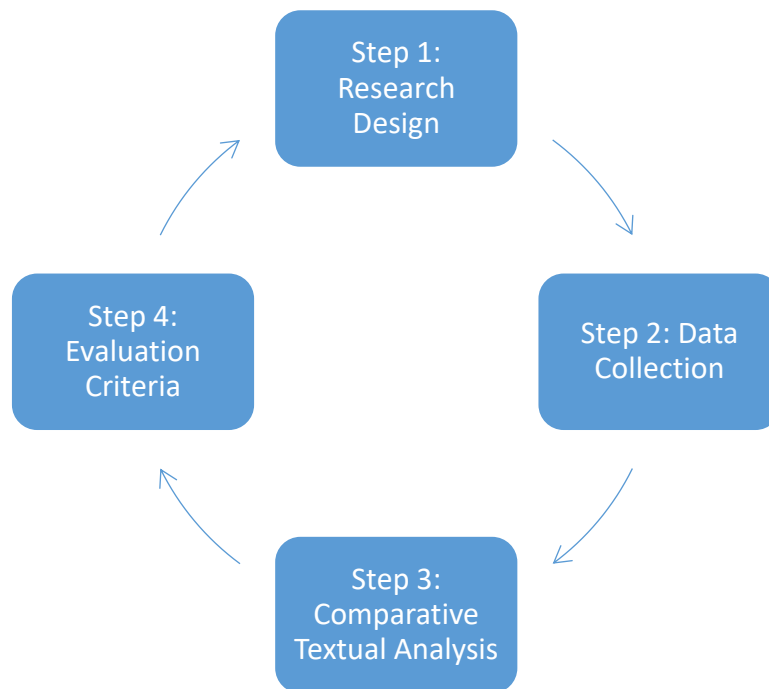 Step 1:
Research
Design
Step 2: Data
Collection
Step 3:
Comparative
Textual Analysis
Step 4:
Evaluation
Criteria